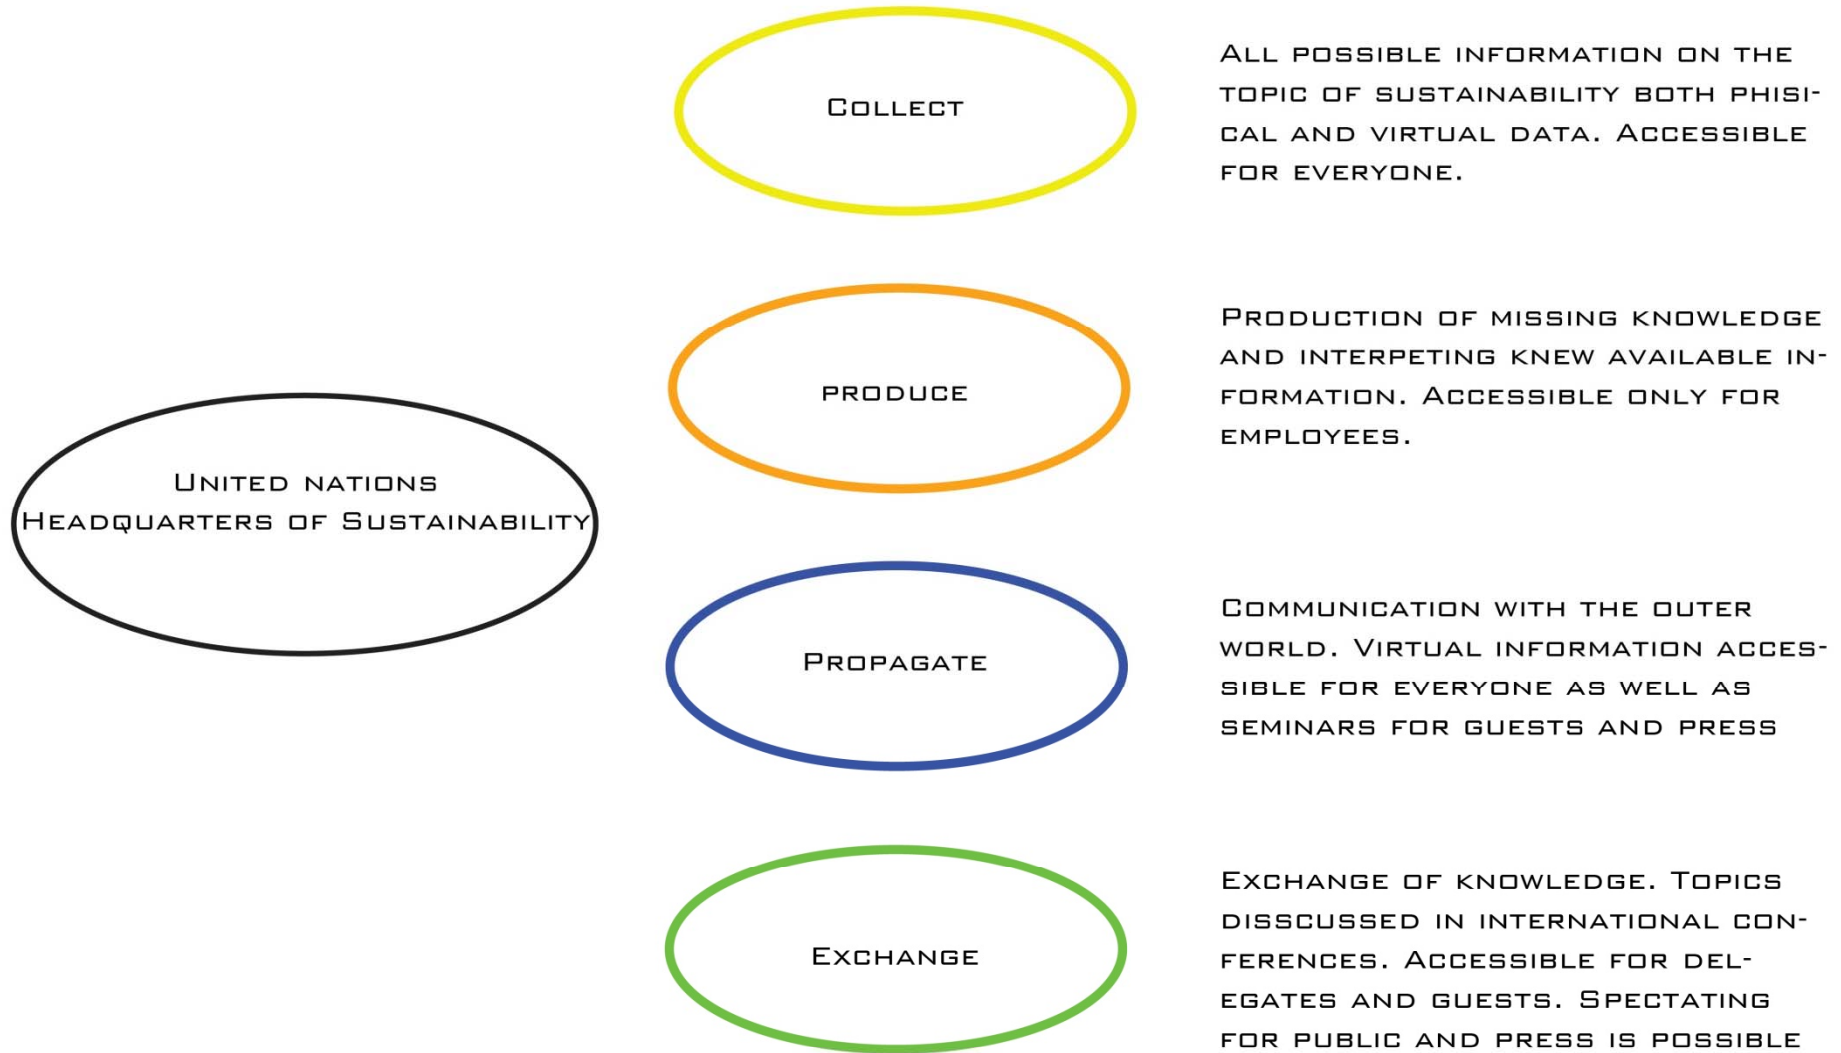 United nations
Headquarters of Sustainability
Collect
All possible information on the
topic of sustainability both phisi-
cal and virtual data. Accessible
for everyone.
produce
Production of missing knowledge
and interpeting knew available in-
formation. Accessible only for
employees.
Propagate
Communication with the outer
world. Virtual information acces-
sible for everyone as well as
seminars for guests and press
Exchange
Exchange of knowledge. Topics
disscussed in international con-
ferences. Accessible for del-
egates and guests. Spectating
for public and press is possible